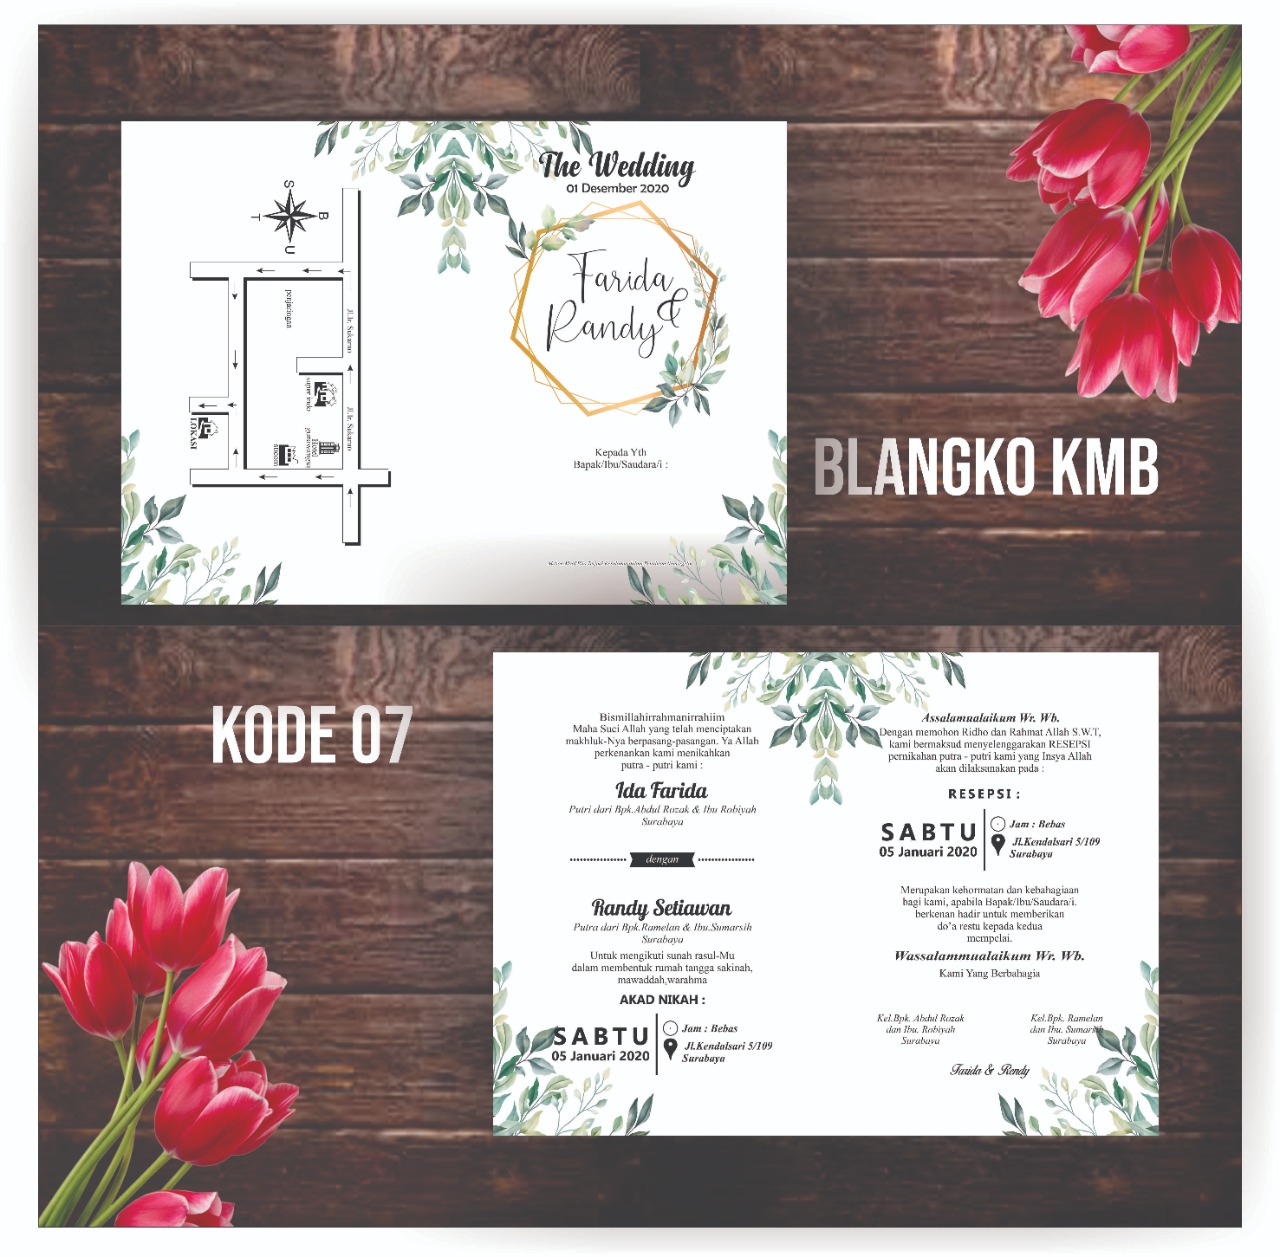 The Wedding
01 Desember 2020
Farida
&
Randy
Kepada Yth
Bapak/Ibu/Saudara/i :
S
B
T
U
penjaringan
Jl. Ir. Sukarno
Jl. Ir. Sukarno
super indo
Hotel
LOKASI
BLANGKO KMB
KODE 07
Bismillahirrahmanirrahiim
Maha Suci Allah yang telah menciptakan
makhluk-Nya berpasang-pasangan. Ya Allah
perkenankan kami menikahkan
putra - putri kami :
Ida Farida
Putri dari Bpk.Abdul Rozak & Ibu Robiyah
Surabaya
dengan
Randy Setiawan
Putra dari Bpk.Ramelan & Ibu.Sumarsih
Surabaya
Untuk mengikuti sunah rasul-Mu
dalam membentuk rumah tangga sakinah,
mawaddah,warahma
AKAD NIKAH :
SABTU
05 Januari 2020
Jam : Bebas
Jl.Kendalsari 5/109
Surabaya
Assalamualaikum Wr. Wb.
Dengan memohon Ridho dan Rahmat Allah S.W.T,
kami bermaksud menyelenggarakan RESEPSI
pernikahan putra - putri kami yang Insya Allah
akan dilaksanakan pada :
RESEPSI :
SABTU
05 Januari 2020
Jam : Bebas
Jl.Kendalsari 5/109
Surabaya
Merupakan kehormatan dan kebahagiaan
bagi kami, apabila Bapak/Ibu/Saudara/i.
berkenan hadir untuk memberikan
do'a restu kepada kedua
mempelai.
Wassalammualaikum Wr. Wb.
Kami Yang Berbahagia
Kel.Bpk. Abdul Rozak
dan Ibu. Robiyah
Surabaya
Kel.Bpk. Ramelan
dan Ibu. Sumarsih
Surabaya
Farida & Rendy